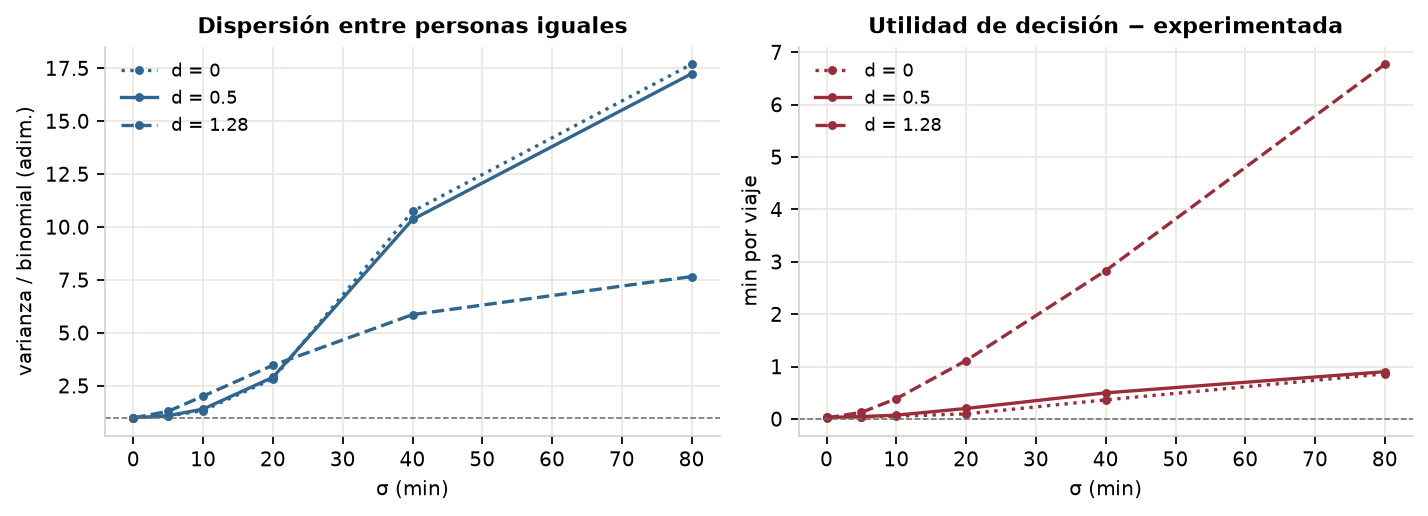 Dispersión entre personas iguales
varianza / binomial (adim.)
17.5
15.0
12.5
10.0
7.5
5.0
2.5
d = 0
d = 0.5
d = 1.28
0 10 20 30 40 50 60 70 80
σ (min)
Utilidad de decisión − experimentada
min por viaje
7
6
5
4
3
2
1
0
d = 0
d = 0.5
d = 1.28
0 10 20 30 40 50 60 70 80
σ (min)